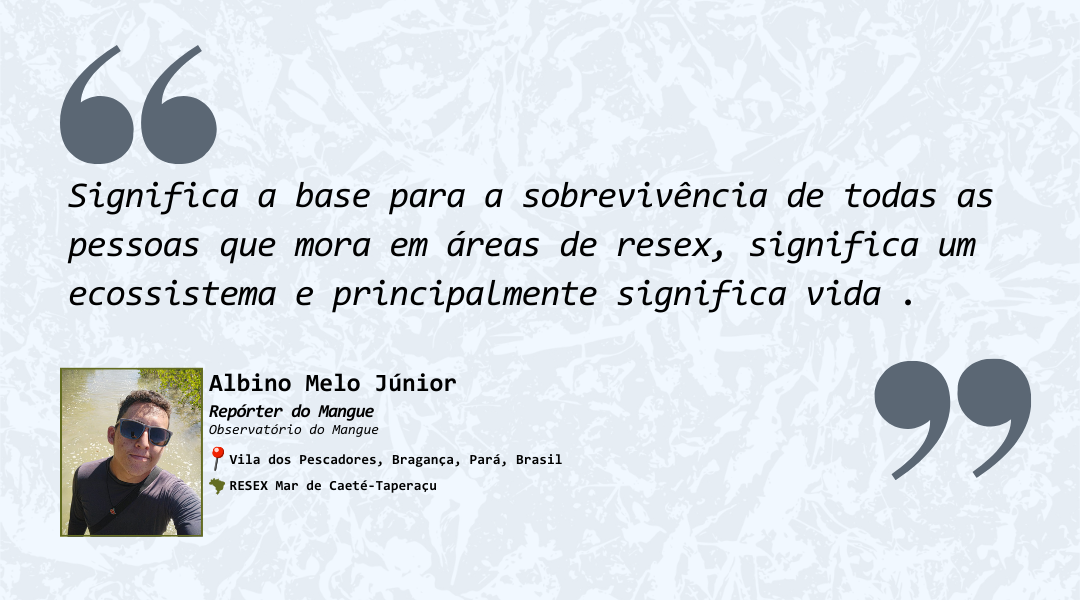 Significa a base para a sobrevivência de todas as
pessoas que mora em áreas de resex, significa um
ecossistema e principalmente significa vida .
Albino Melo Júnior
Repórter do Mangue
Observatório do Mangue
Vila dos Pescadores, Bragança, Pará, Brasil
RESEX Mar de Caeté-Taperaçu